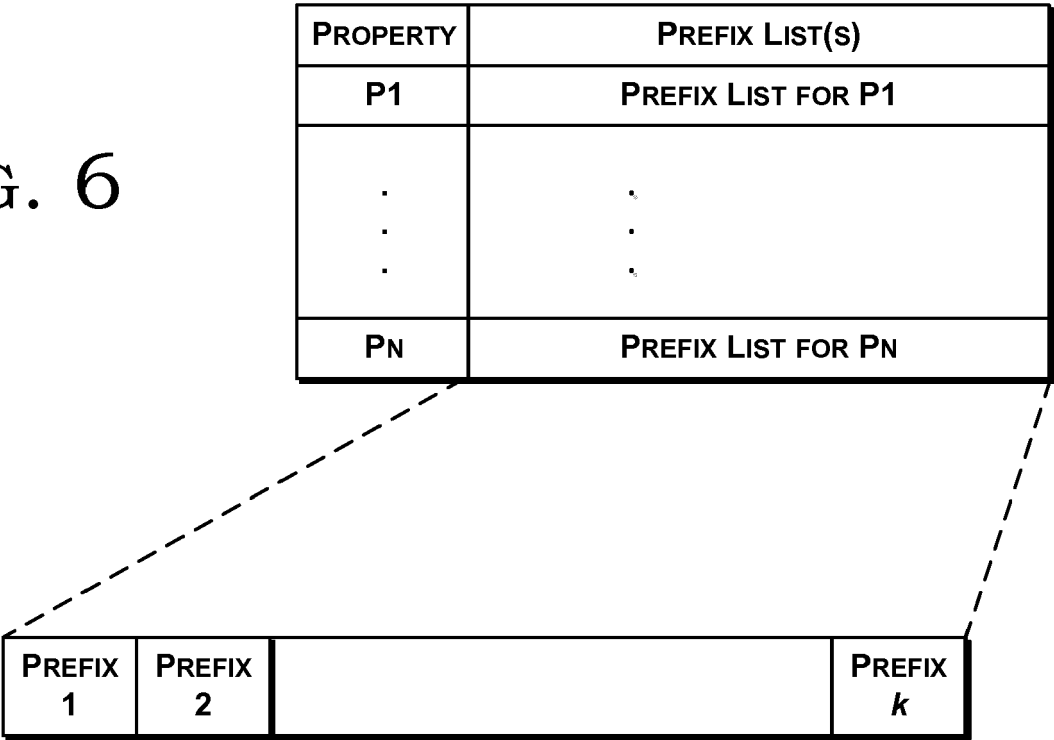 PROPERTY PREFIX LIST(S)
P1 PREFIX LIST FOR P1
G. 6
. .
. .
. .
PN PREFIX LIST FOR PN
PREFIX 1
PREFIX 2
PREFIX k